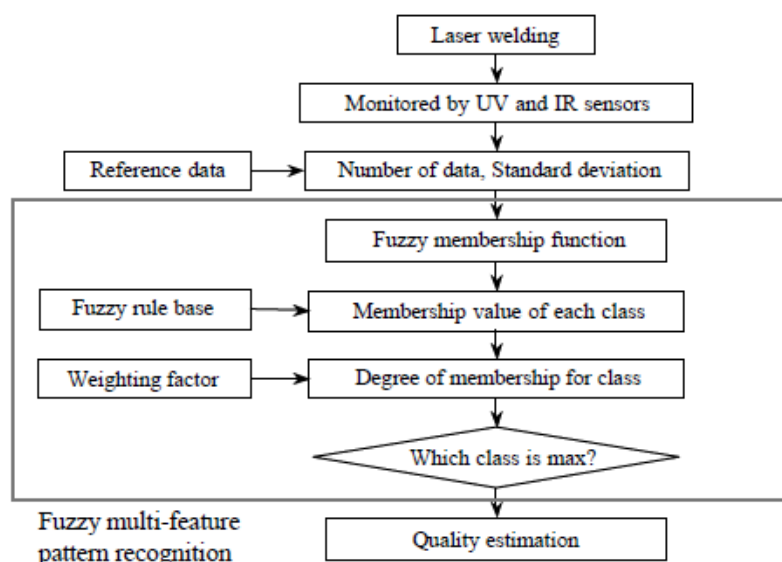 Laser welding
Monitored by UV and IR sensors
Reference data
Number of data, Standard deviation
Fuzzy membership function
Fuzzy rule base
Membership value of each class
Weighting factor
Degree of membership for class
Which class is max?
Fuzzy multi-feature
pattern recognition
Quality estimation